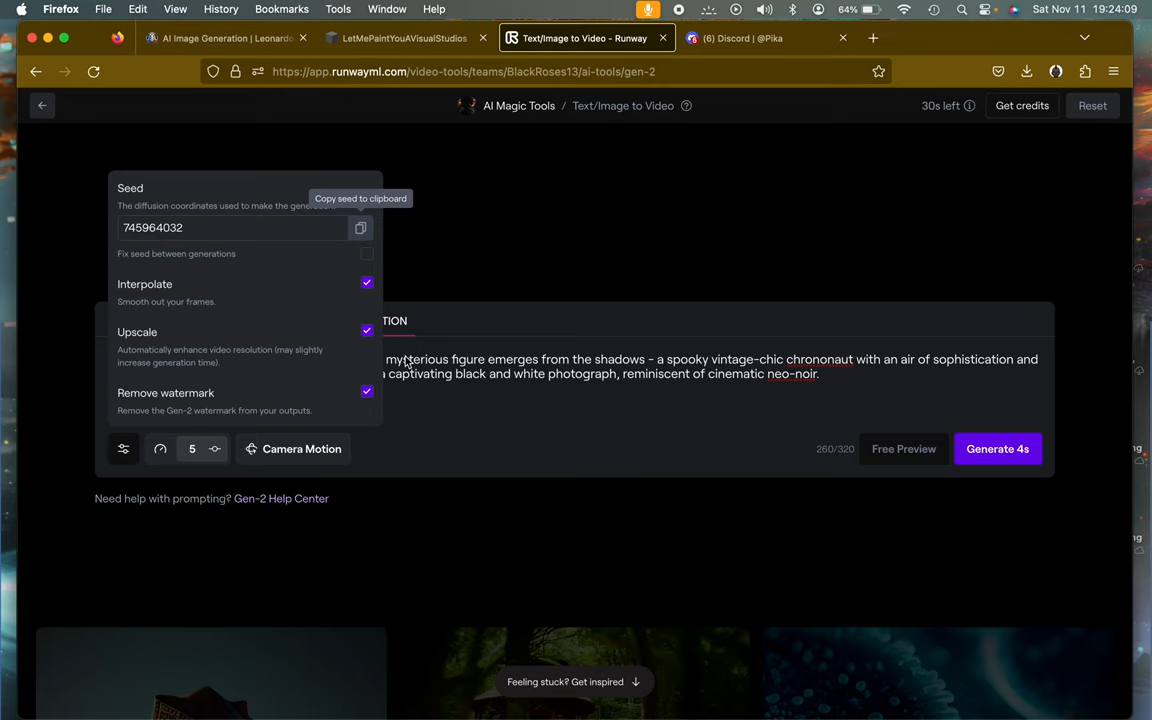 Firefox File Edit View History Bookmarks Tools Window Help 64% Sat Nov 11 19:24:09
AI Image Generation | Leonardo
LetMePaintYouAVisualStudios
Text/Image to Video - Runway
(6) Discord | @Pika
https://app.runwayml.com/video-tools/teams/BlackRoses13/ai-tools/gen-2
AI Magic Tools / Text/Image to Video
30s left
Get credits
Reset
Seed
Copy seed to clipboard
The diffusion coordinates used to make the
745964032
Fix seed between generations
Interpolate
Smooth out your frames.
Upscale
Automatically enhance video resolution (may slightly
increase generation time).
Remove watermark
Remove the Gen-2 watermark from your outputs.
TION
mysterious figure emerges from the shadows - a spooky vintage-chic chrononaut with an air of sophistication and
a captivating black and white photograph, reminiscent of cinematic neo-noir.
5
Camera Motion
260/320
Free Preview
Generate 4s
Need help with prompting? Gen-2 Help Center
Feeling stuck? Get inspired
ng
ng